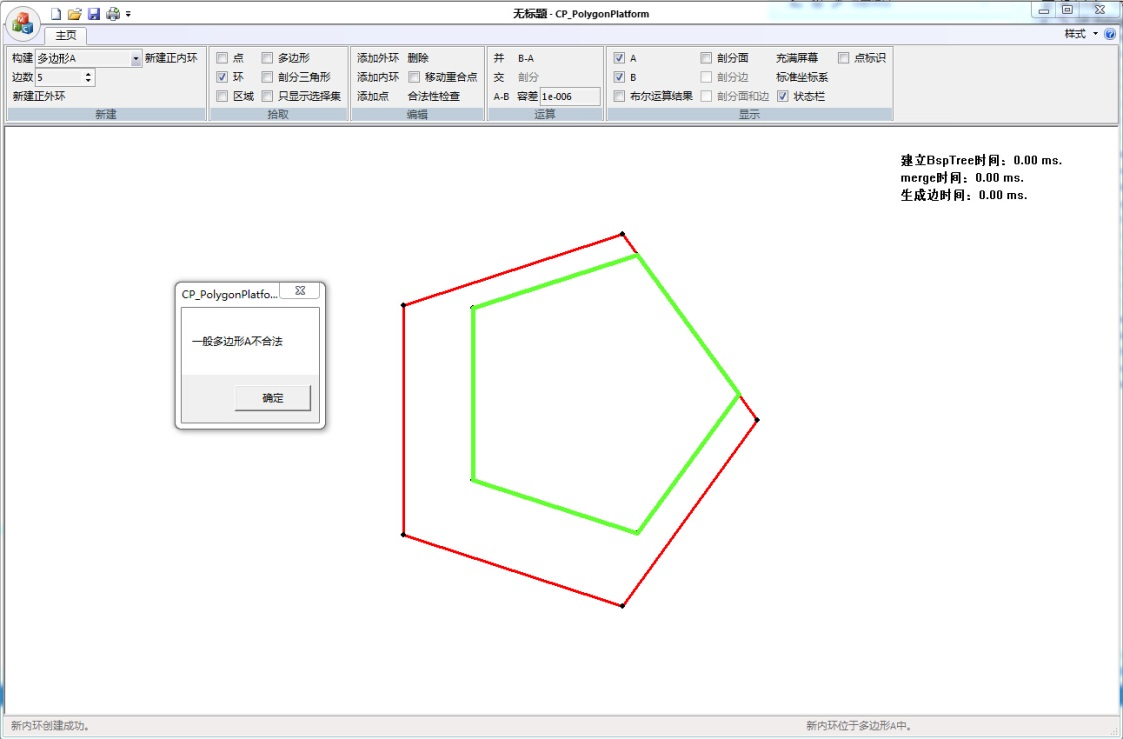 无标题 - CP_PolygonPlatform
主页
样式
构建 多边形A 新建正内环
边数 5
新建正外环
新建
点 多边形
环 剖分三角形
区域 只显示选择集
拾取
添加外环 删除
添加内环 移动重合点
添加点 合法性检查
编辑
并 B-A
交 剖分
A-B 容差 1e-006
运算
A 剖分面 充满屏幕 点标识
B 剖分边 标准坐标系
布尔运算结果 剖分面和边 状态栏
显示
建立BspTree时间：0.00 ms.
merge时间：0.00 ms.
生成边时间：0.00 ms.
CP_PolygonPlatfo...
一般多边形A不合法
确定
新内环创建成功。
新内环位于多边形A中。